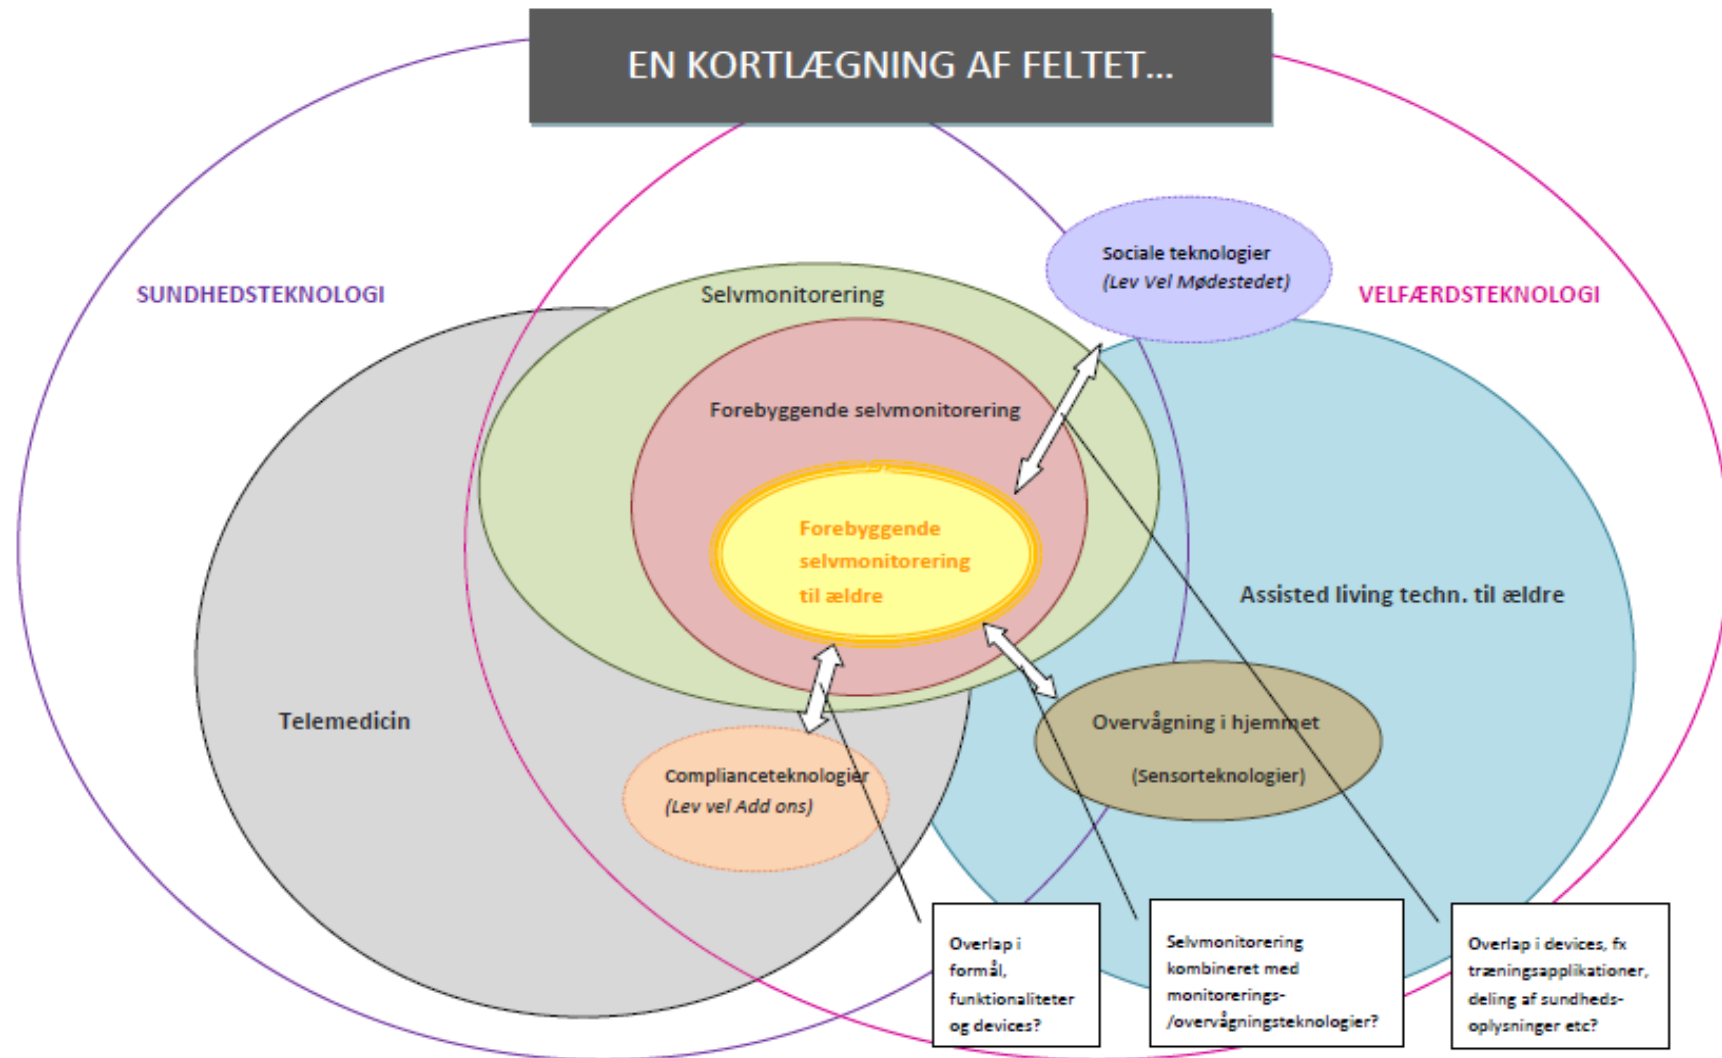 EN KORTLÆGNING AF FELTET...
SUNDHEDSTEKNOLOGI
VELFÆRDSTEKNOLOGI
Sociale teknologier
(Lev Vel Mødestedet)
Selvmonitorering
Forebyggende selvmonitorering
Forebyggende
selvmonitorering
til ældre
Assisted living techn. til ældre
Telemedicin
Overvågning i hjemmet
(Sensorteknologier)
Complianceteknologier
(Lev vel Add ons)
Overlap i
formål,
funktionaliteter
og devices?
Selvmonitorering
kombineret med
monitorerings-
/overvågningsteknologier?
Overlap i devices, fx
træningsapplikationer,
deling af sundheds-
oplysninger etc?